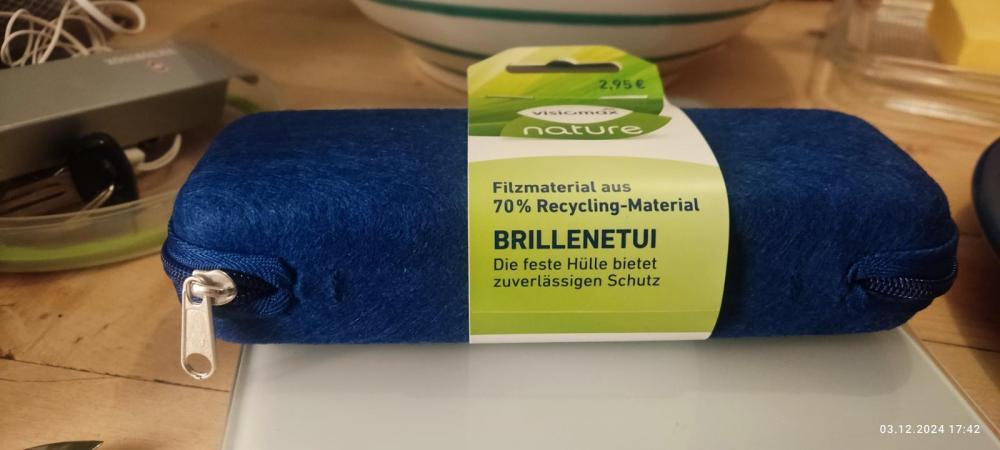 2,95 €
visiomax
nature
Filzmaterial aus
70% Recycling-Material
BRILLENETUI
Die feste Hülle bietet
zuverlässigen Schutz
03.12.2024 17:42